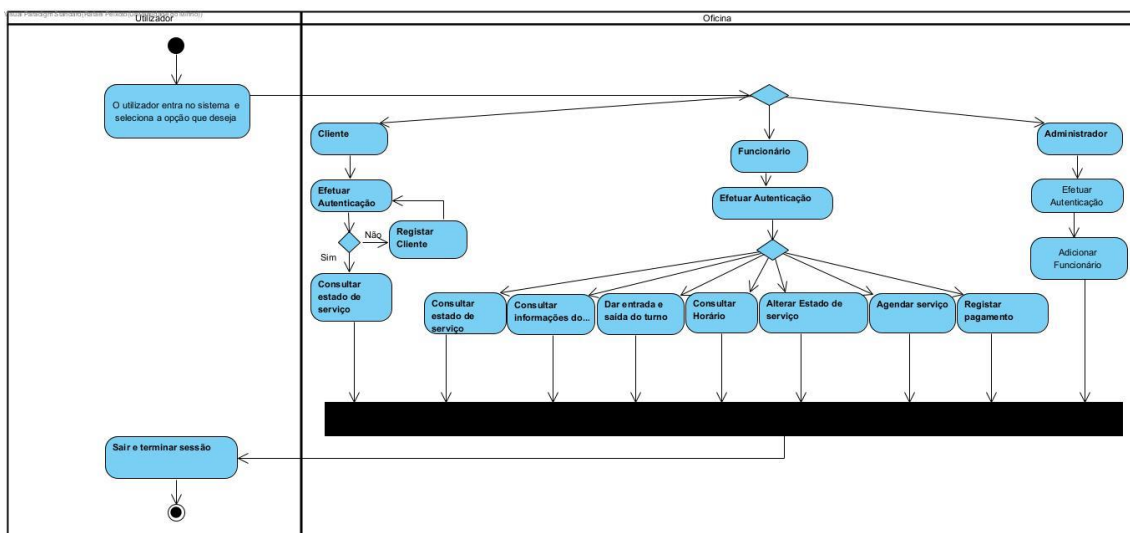 Utilizador
Oficina
O utilizador entra no sistema e
seleciona a opção que deseja
Cliente
Funcionário
Administrador
Efetuar
Autenticação
Efetuar Autenticação
Efetuar
Autenticação
Registar
Cliente
Não
Sim
Adicionar
Funcionário
Consultar
estado de
serviço
Consultar
estado de
serviço
Consultar
informações do...
Dar entrada e
saída do turno
Consultar
Horário
Alterar Estado de
serviço
Agendar serviço
Registar
pagamento
Sair e terminar sessão